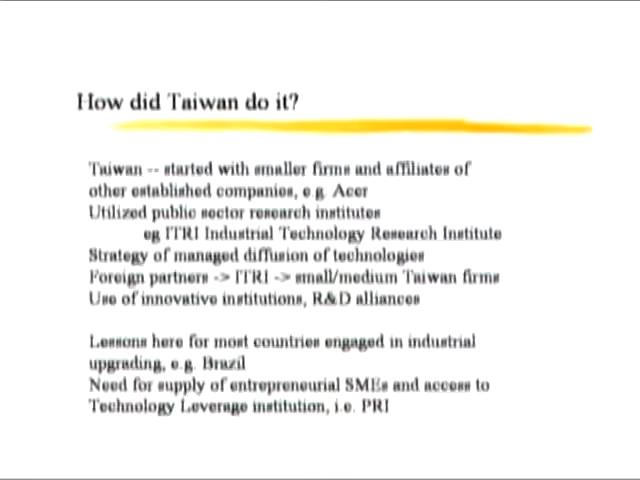 How did Taiwan do it?
Taiwan -- started with smaller firms and affiliates of
other established companies, e.g. Acer
Utilized public sector research institutes
eg ITRI Industrial Technology Research Institute
Strategy of managed diffusion of technologies
Foreign partners -> ITRI -> small/medium Taiwan firms
Use of innovative institutions, R&D alliances
Lessons here for most countries engaged in industrial
upgrading, e.g. Brazil
Need for supply of entrepreneurial SMEs and access to
Technology Leverage institution, i.e. PRI